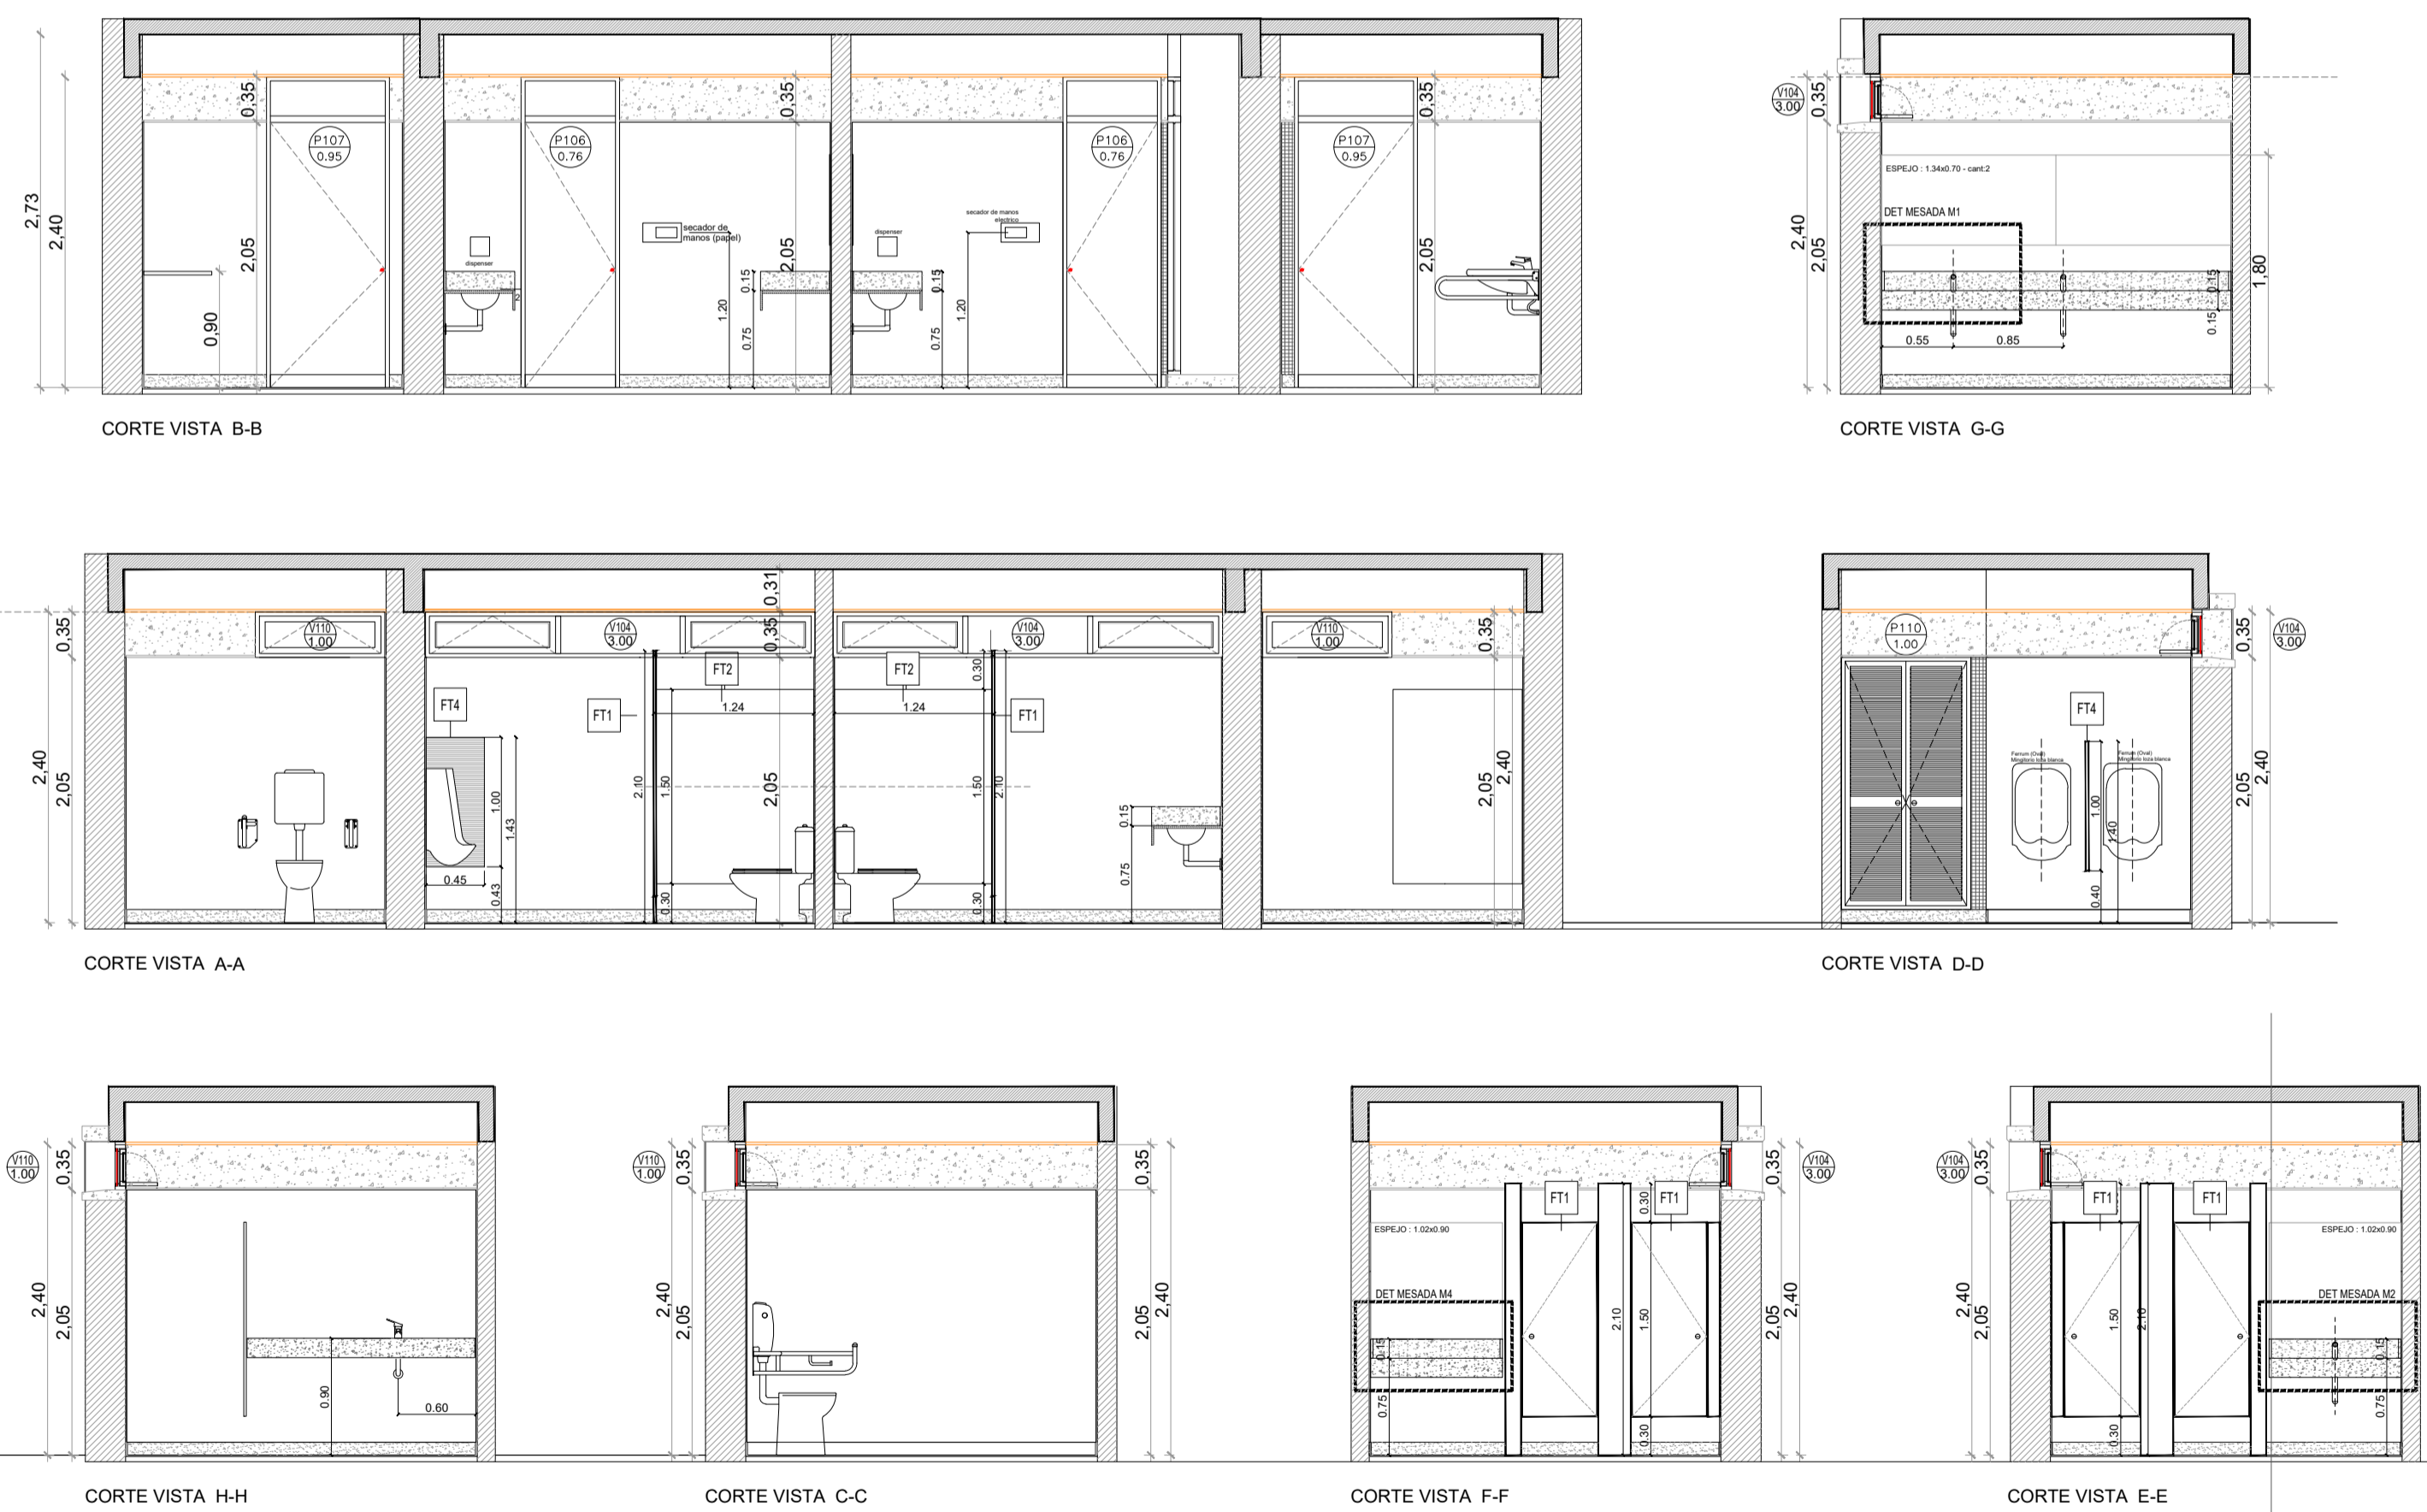 2,73
2,40
0,90
2,05
0,35
P107
0.95
dispenser
2
P106
0.76
secador de
manos (papel)
1.20
0.15
0.75
0,35
2,05
dispenser
0.15
0.75
secador de manos
electrico
1.20
P106
0.76
P107
0.95
0,35
2,05
CORTE VISTA B-B
V104
3.00
0,35
2,40
2,05
ESPEJO : 1.34x0.70 - cant:2
DET MESADA M1
0.55
0.85
0.15
0.15
1,80
CORTE VISTA G-G
0,35
2,40
2,05
V110
1.00
FT4
0.45
1.00
0.43
1.43
V104
3.00
FT1
2.10
1.50
0.30
FT2
1.24
0,31
0,35
2,05
FT2
1.24
V104
3.00
0.30
1.50
0.30
2.10
FT1
0.15
0.75
V110
1.00
0,35
2,05
2,40
CORTE VISTA A-A
P110
1.00
FT4
Ferrum (Oval)
Mingitorio loza blanca
Ferrum (Oval)
Mingitorio loza blanca
1.00
1.40
0.40
0,35
2,05
2,40
V104
3.00
CORTE VISTA D-D
V110
1.00
0,35
2,40
2,05
0.90
0.60
CORTE VISTA H-H
V110
1.00
0,35
2,40
2,05
0,35
2,05
2,40
CORTE VISTA C-C
ESPEJO : 1.02x0.90
DET MESADA M4
0.15
0.75
FT1
FT1
0.30
2.10
1.50
0.30
0,35
2,05
2,40
V104
3.00
CORTE VISTA F-F
V104
3.00
0,35
2,40
2,05
FT1
FT1
1.50
2.10
0.30
ESPEJO : 1.02x0.90
DET MESADA M2
0.15
0.75
CORTE VISTA E-E